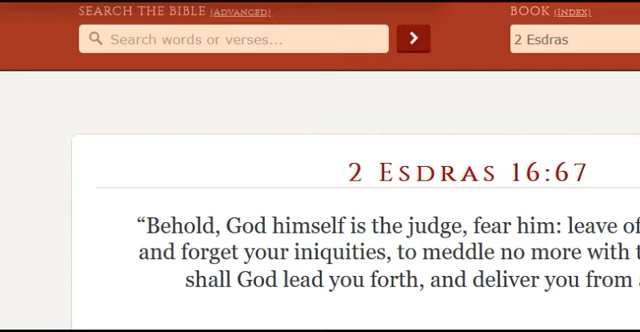 SEARCH THE BIBLE (ADVANCED)
BOOK (INDEX)
Search words or verses...
2 Esdras
2 ESDRAS 16:67
“Behold, God himself is the judge, fear him: leave of
and forget your iniquities, to meddle no more with
shall God lead you forth, and deliver you from